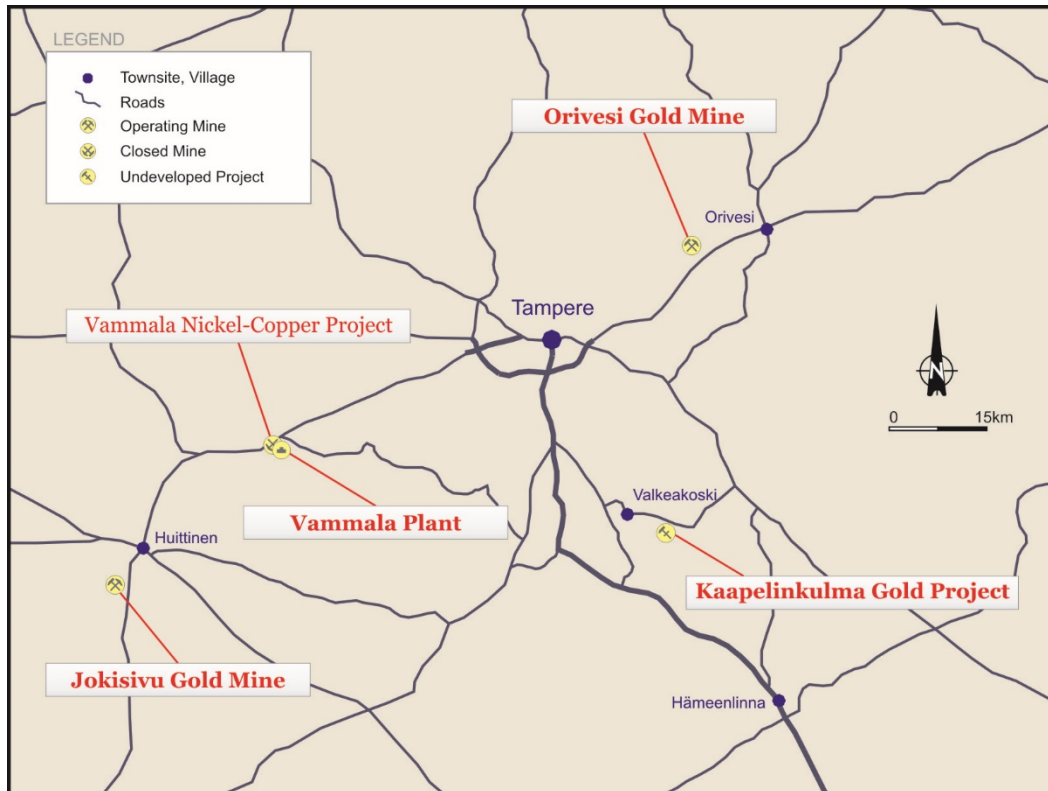 LEGEND
Townsite, Village
Roads
Operating Mine
Closed Mine
Undeveloped Project
Orivesi Gold Mine
Orivesi
Tampere
Vammala Nickel-Copper Project
N
0 15km
Vammala Plant
Valkeakoski
Huittinen
Kaapelinkulma Gold Project
Jokisivu Gold Mine
Hämeenlinna